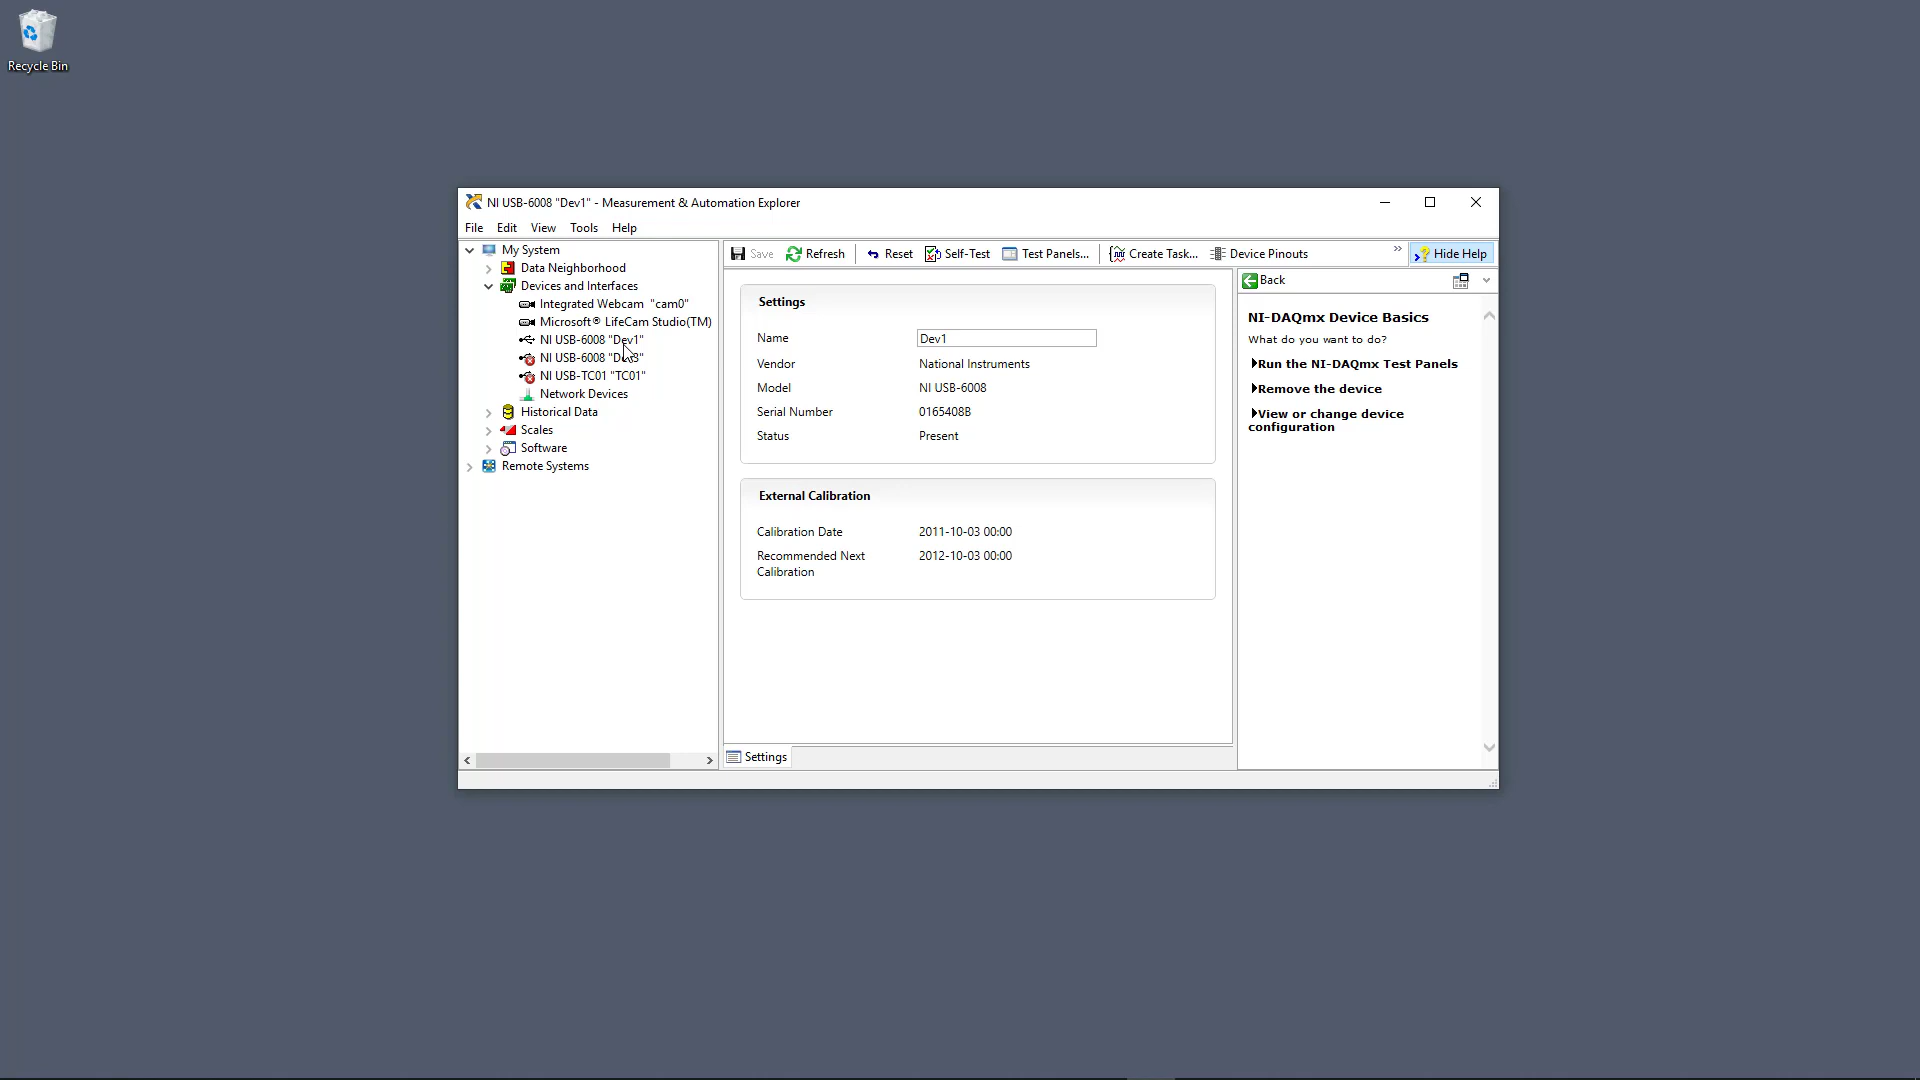 Recycle Bin
NI USB-6008 "Dev1" - Measurement & Automation Explorer
File Edit View Tools Help
My System
Data Neighborhood
Devices and Interfaces
Integrated Webcam "cam0"
Microsoft® LifeCam Studio(TM)
NI USB-6008 "Dev1"
NI USB-6008
NI USB-TC01 "TC01"
Network Devices
Historical Data
Scales
Software
Remote Systems
Save Refresh Reset Self-Test Test Panels... Create Task... Device Pinouts » Hide Help
Settings
Name Dev1
Vendor National Instruments
Model NI USB-6008
Serial Number 0165408B
Status Present
External Calibration
Calibration Date 2011-10-03 00:00
Recommended Next 2012-10-03 00:00
Calibration
Settings
Back
NI-DAQmx Device Basics
What do you want to do?
Run the NI-DAQmx Test Panels
Remove the device
View or change device
configuration